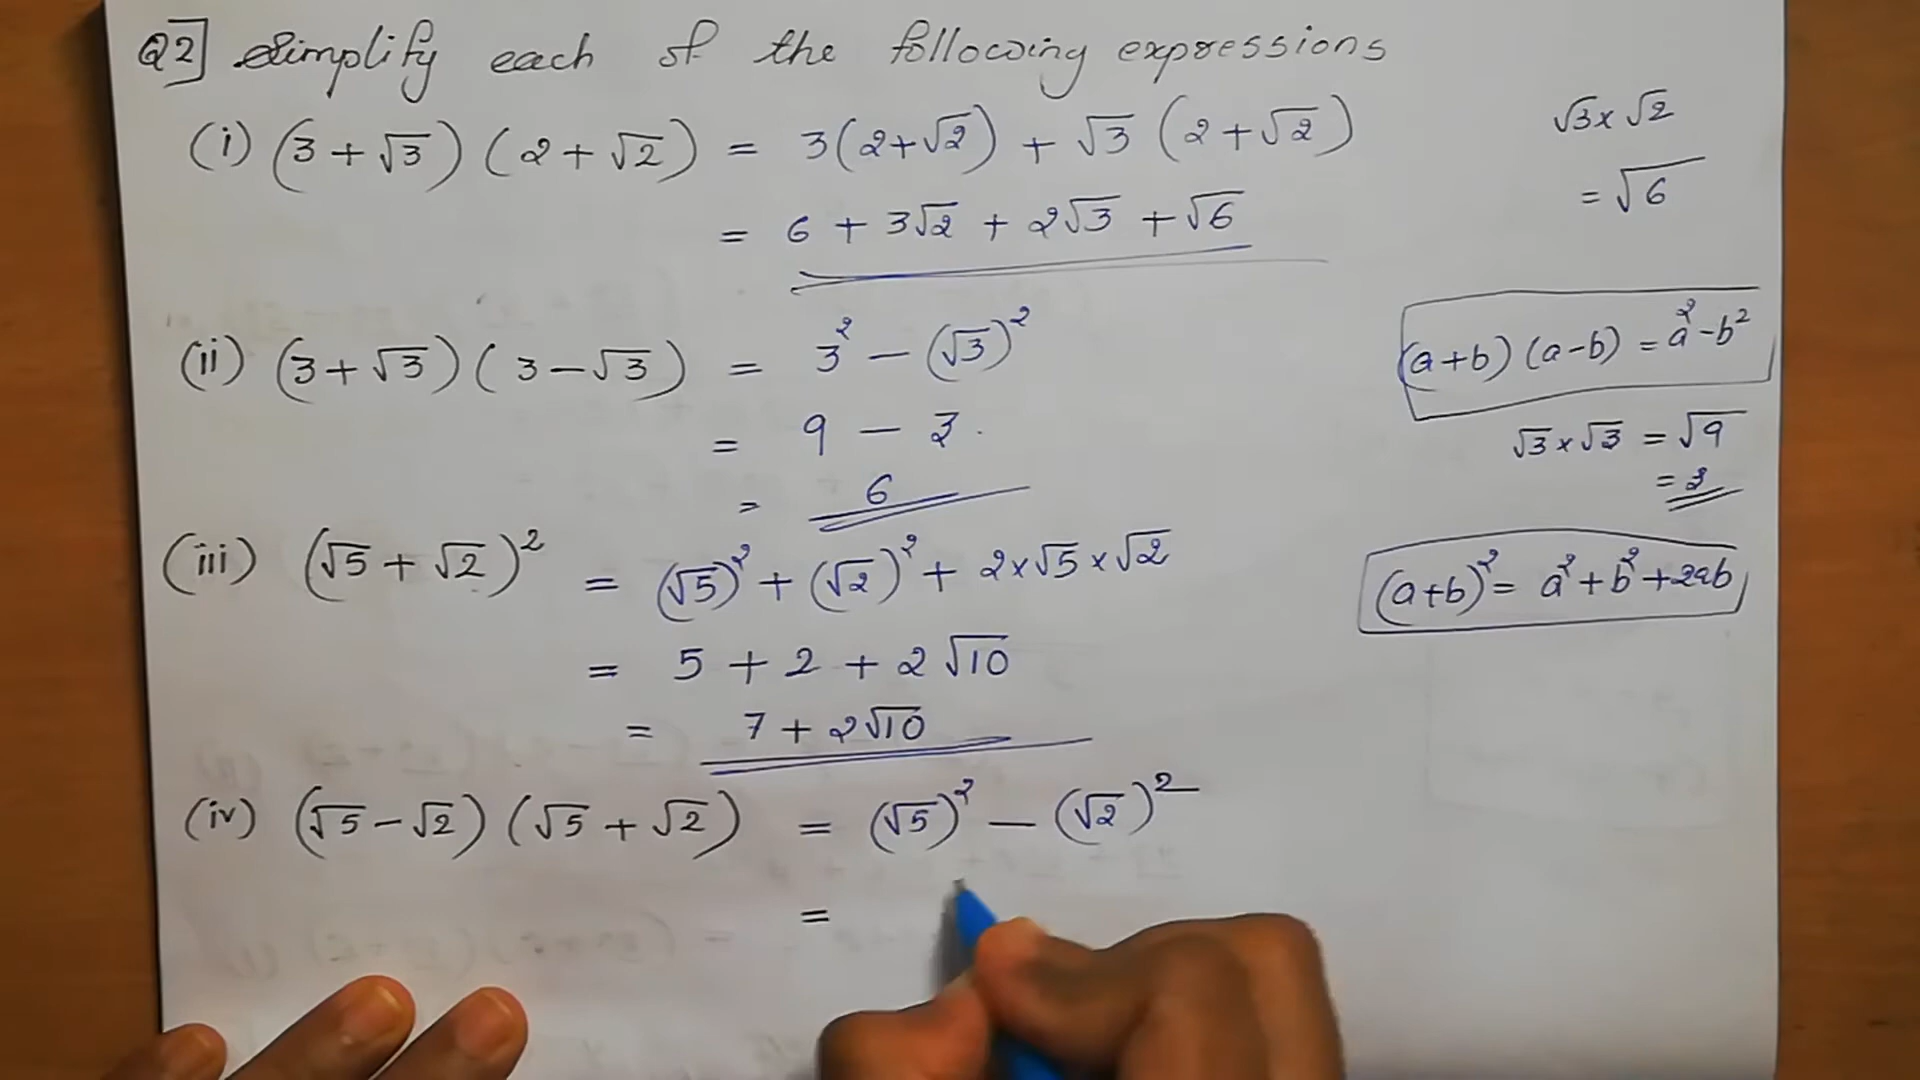 Q2] Simplify each of the following expressions
(i) (3+√3)(2+√2) = 3(2+√2) + √3(2+√2)
= 6 + 3√2 + 2√3 + √6
√3×√2
= √6
(ii) (3+√3)(3-√3) = 3² - (√3)²
= 9 - 3.
= 6
(a+b)(a-b) = a²-b²
√3×√3 = √9
= 3
(iii) (√5+√2)² = (√5)² + (√2)² + 2×√5×√2
= 5 + 2 + 2√10
= 7 + 2√10
(a+b)² = a²+b²+2ab
(iv) (√5-√2)(√5+√2) = (√5)² - (√2)²
=